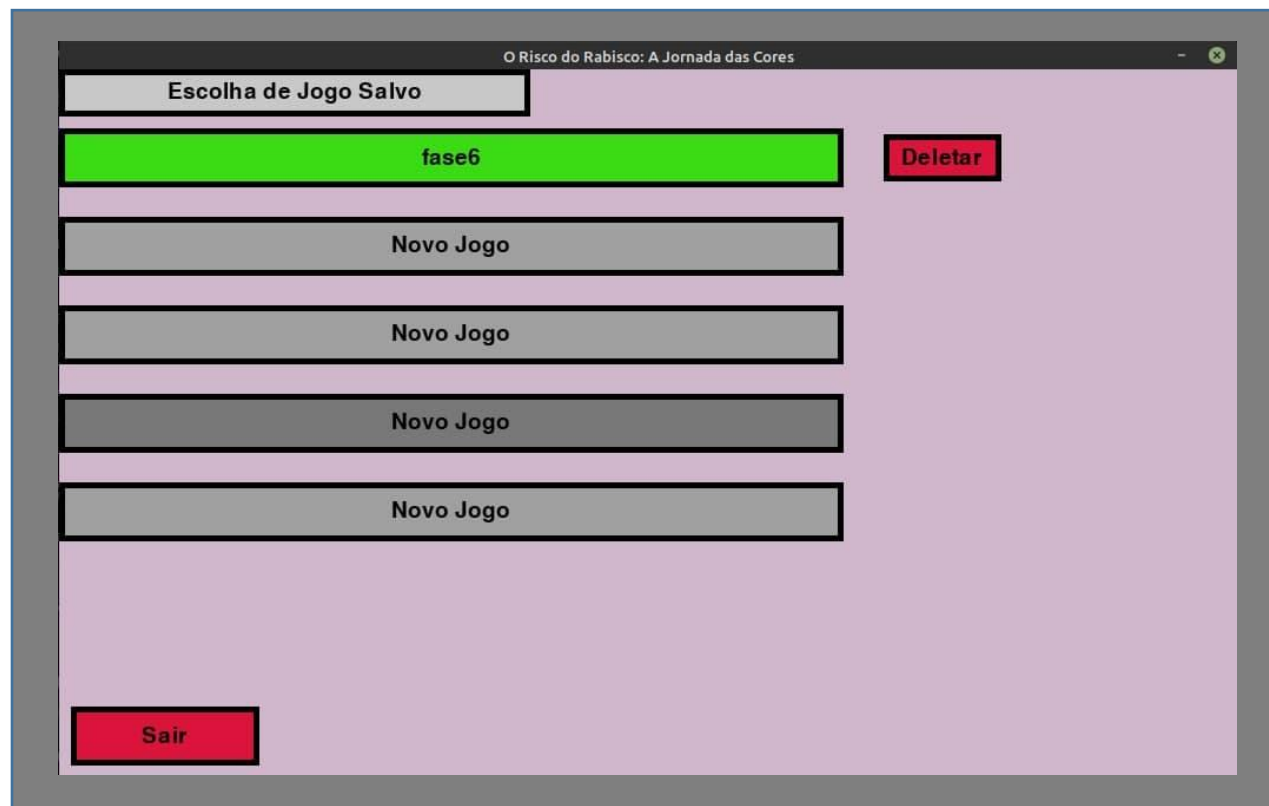 O Risco do Rabisco: A Jornada das Cores
Escolha de Jogo Salvo
fase6
Deletar
Novo Jogo
Novo Jogo
Novo Jogo
Novo Jogo
Sair